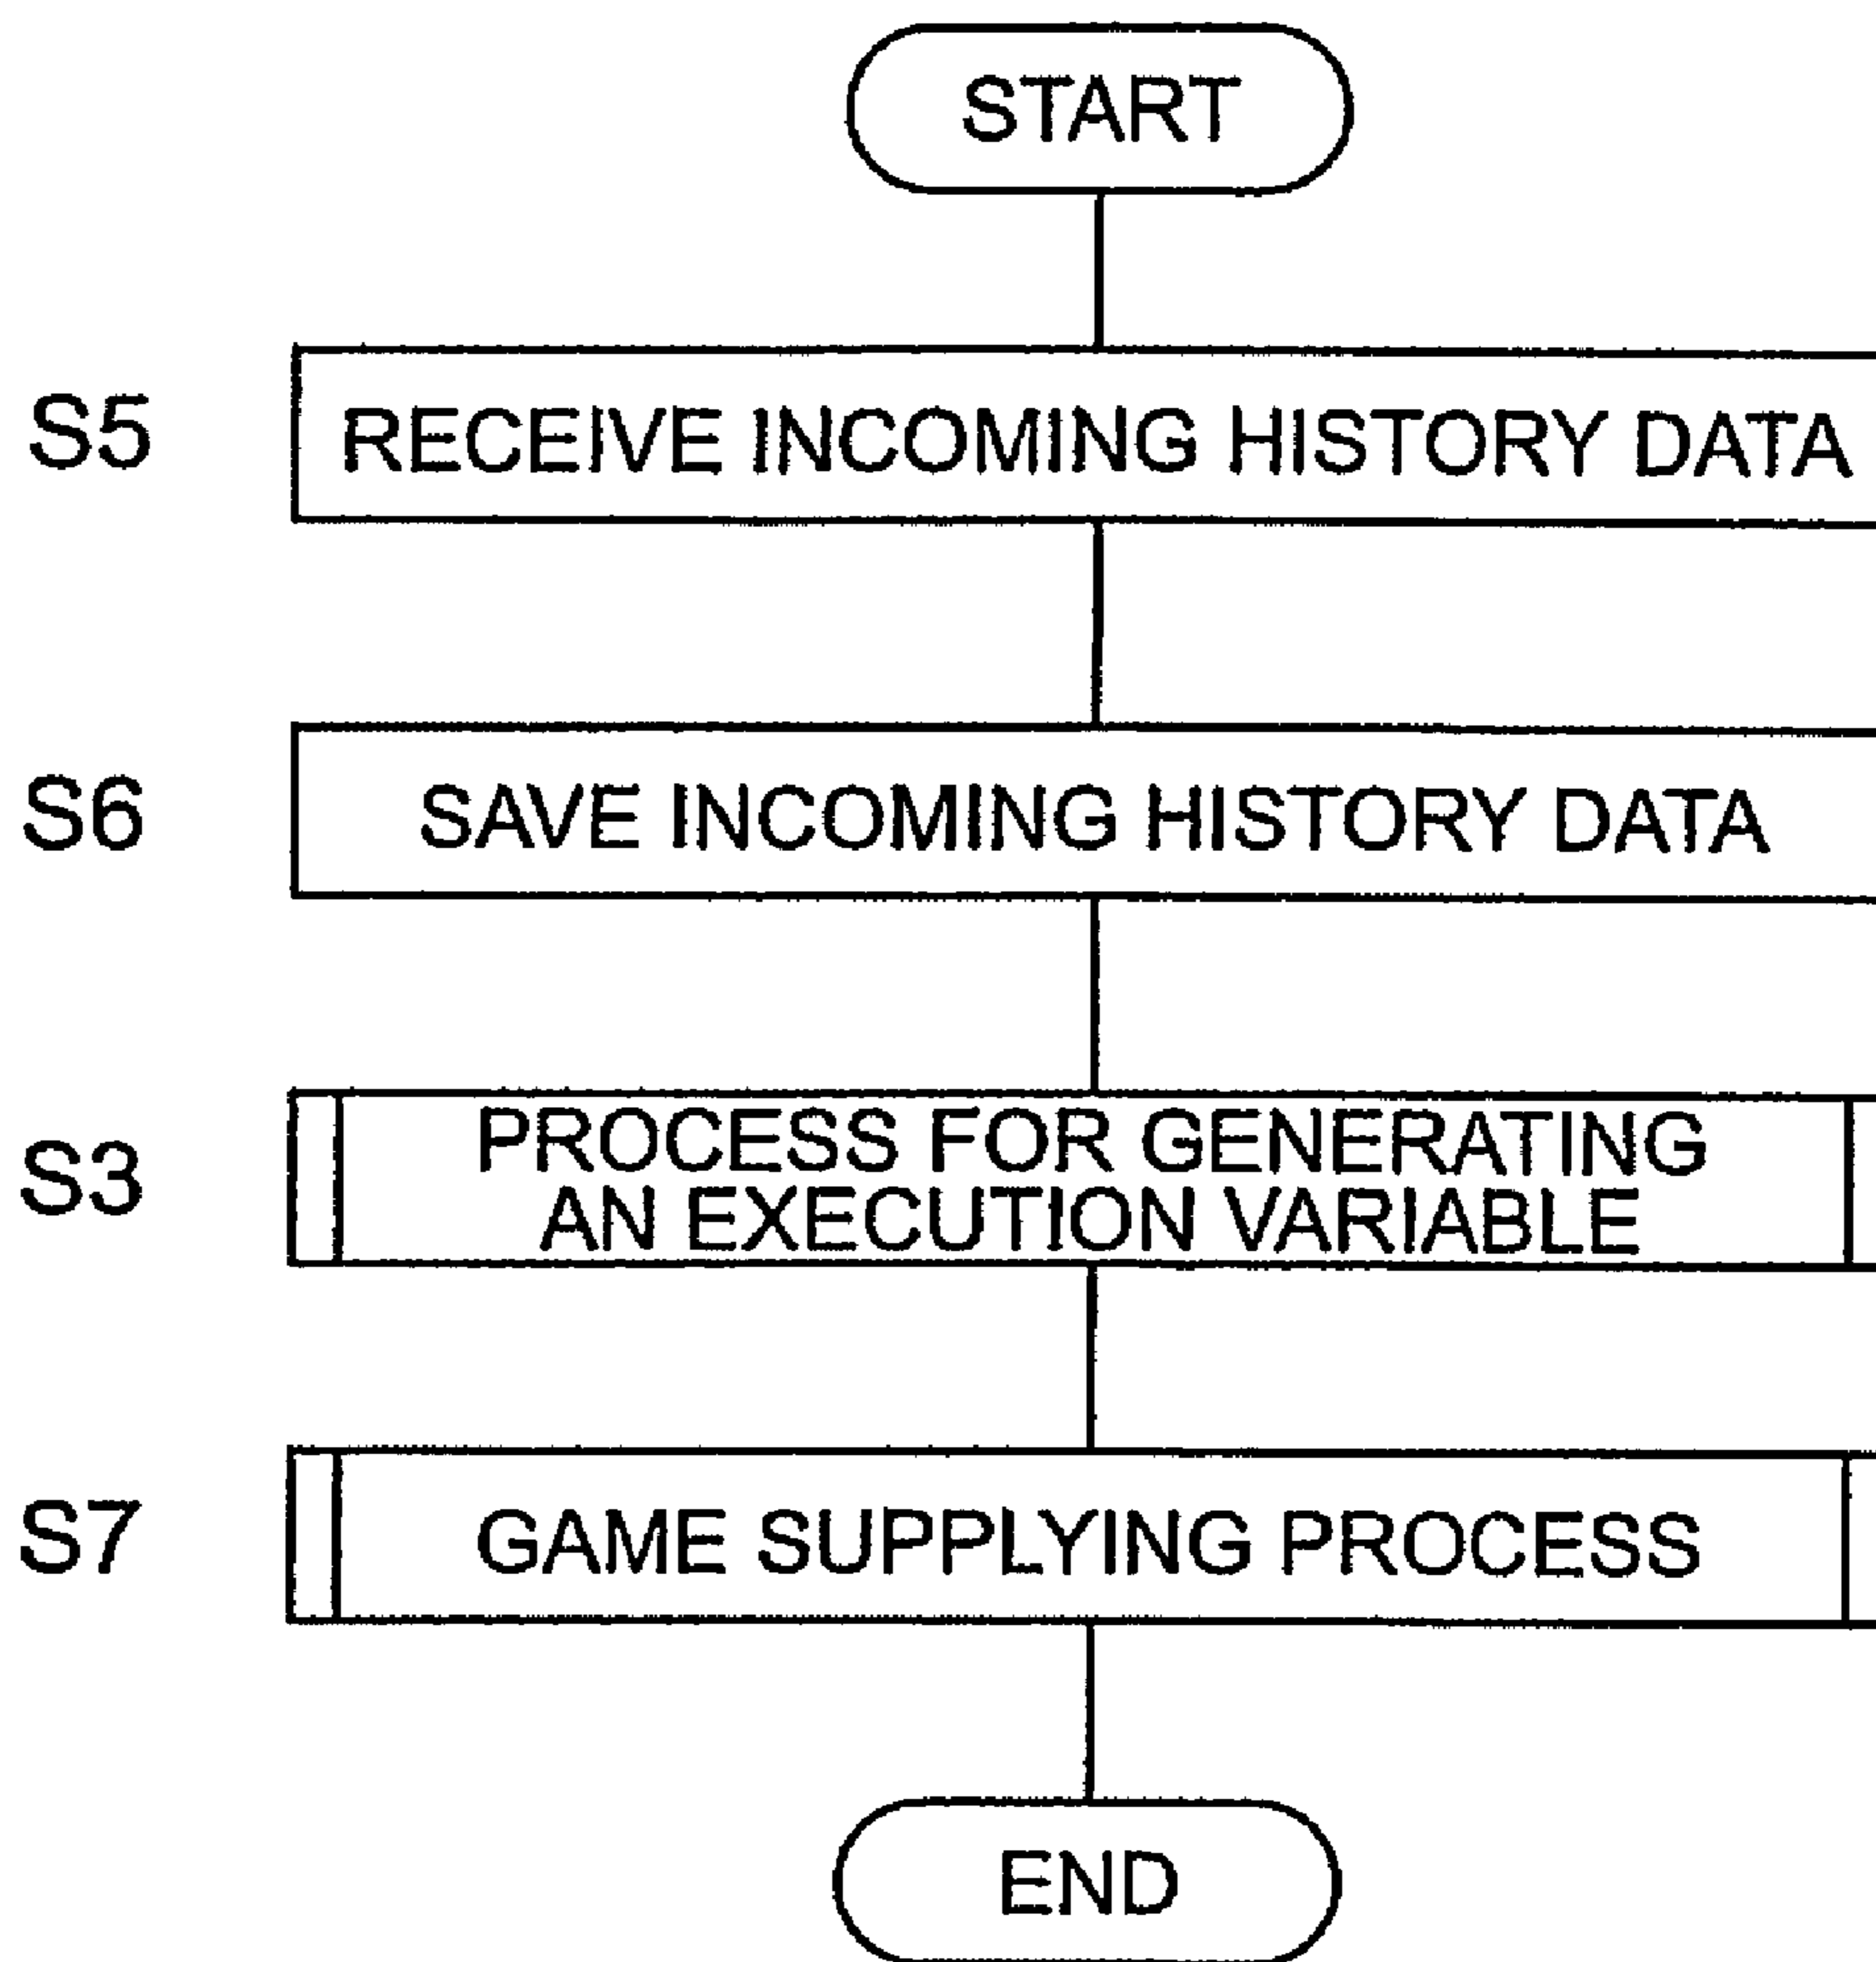 START
S5
RECEIVE INCOMING HISTORY DATA
S6
SAVE INCOMING HISTORY DATA
S3
PROCESS FOR GENERATING
AN EXECUTION VARIABLE
S7
GAME SUPPLYING PROCESS
END